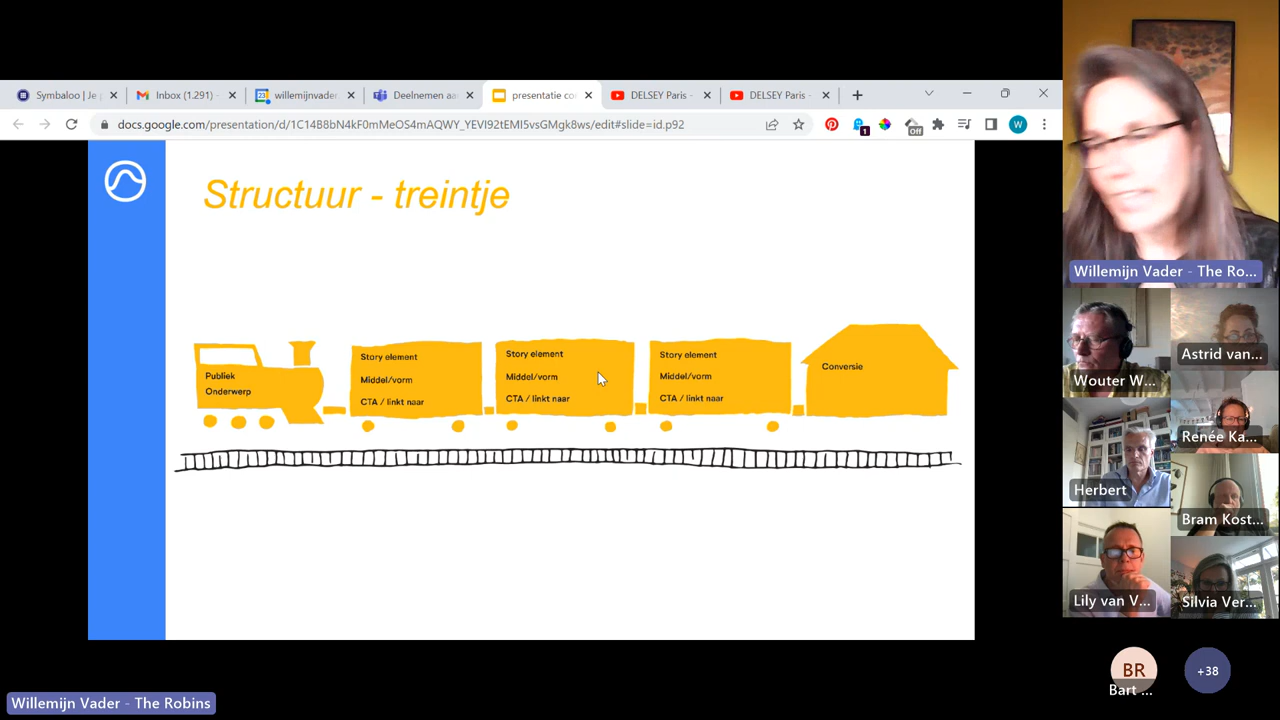 Symbaloo | Je p
Inbox (1.291) -
willemijnvader
Deelnemen aa
presentatie co
DELSEY Paris -
DELSEY Paris -
docs.google.com/presentation/d/1C14B8bN4kF0mMeOS4mAQWY_YEVI92tEMI5vsGMgk8ws/edit#slide=id.p92
1
Off
W
Structuur - treintje
Publiek
Onderwerp
Story element
Middel/vorm
CTA / linkt naar
Story element
Middel/vorm
CTA / linkt naar
Story element
Middel/vorm
CTA / linkt naar
Conversie
Willemijn Vader - The Ro...
Wouter W...
Astrid van...
Renée Ka...
Herbert
Bram Kost...
Lily van V...
Silvia Ver...
BR
Bart ...
+38
Willemijn Vader - The Robins